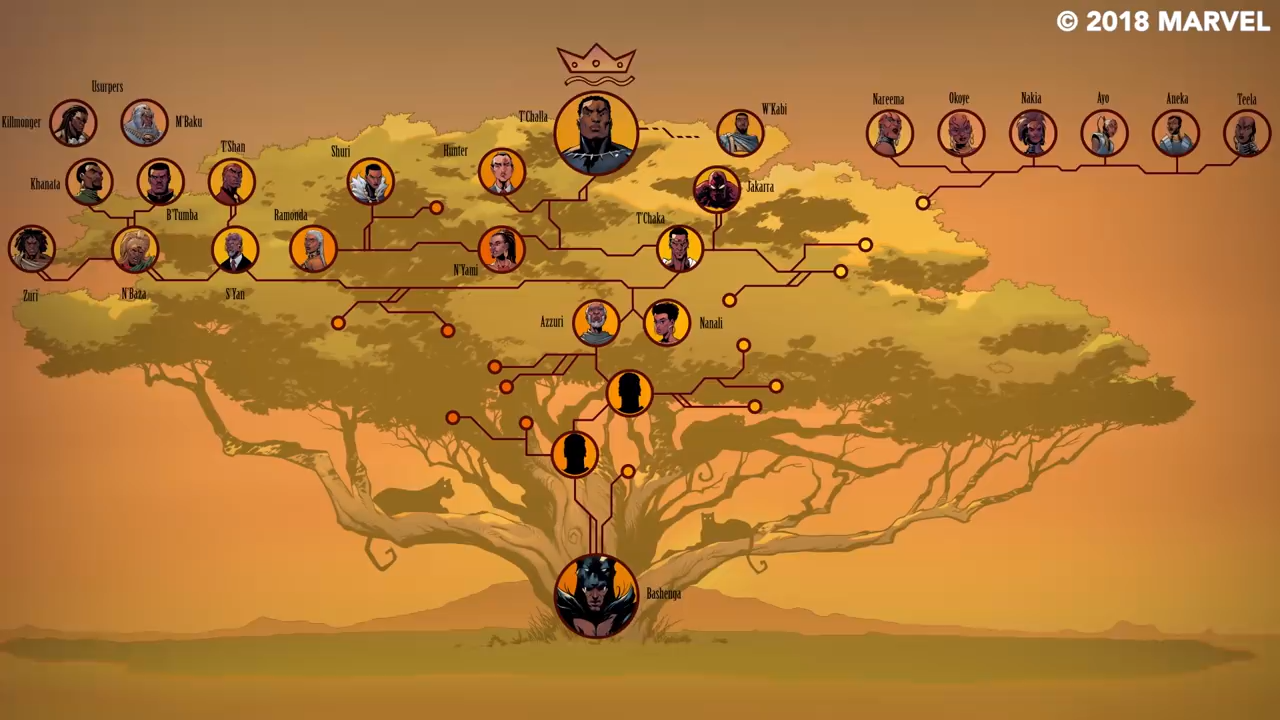 © 2018 MARVEL
Usurpers
Killmonger
M'Baku
T'Challa
W'Kabi
Nareema
Okoye
Nakia
Ayo
Aneka
Teela
T'Shan
Shuri
Hunter
Khanata
Jakarra
B'Tumba
Ramonda
T'Chaka
N'Yami
Zuri
N'Baza
S'Yan
Azzuri
Nanali
Bashenga